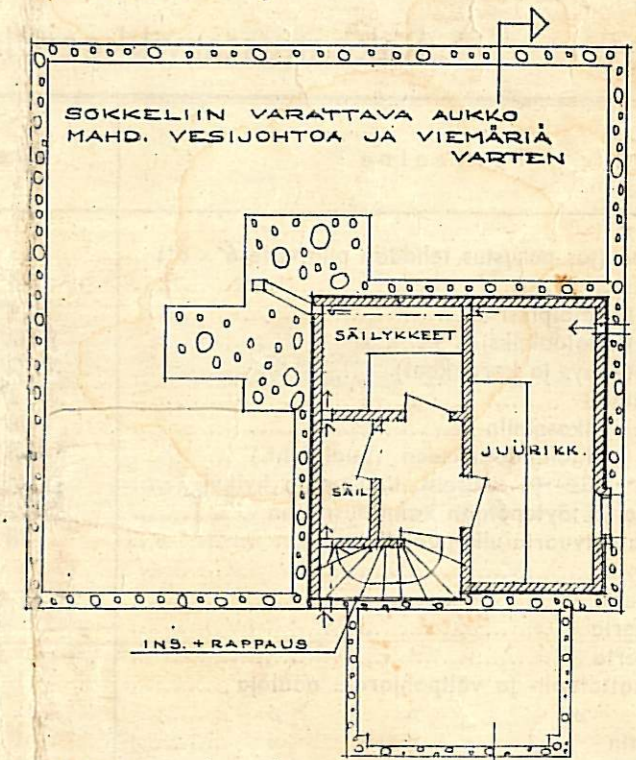 SOKKELIIN VARATTAVA AUKKO
MAHD. VESIJOHTOA JA VIEMÄRIÄ
VARTEN
SÄILYKKEET
JUURIKK.
SÄIL
INS. + RAPPAUS